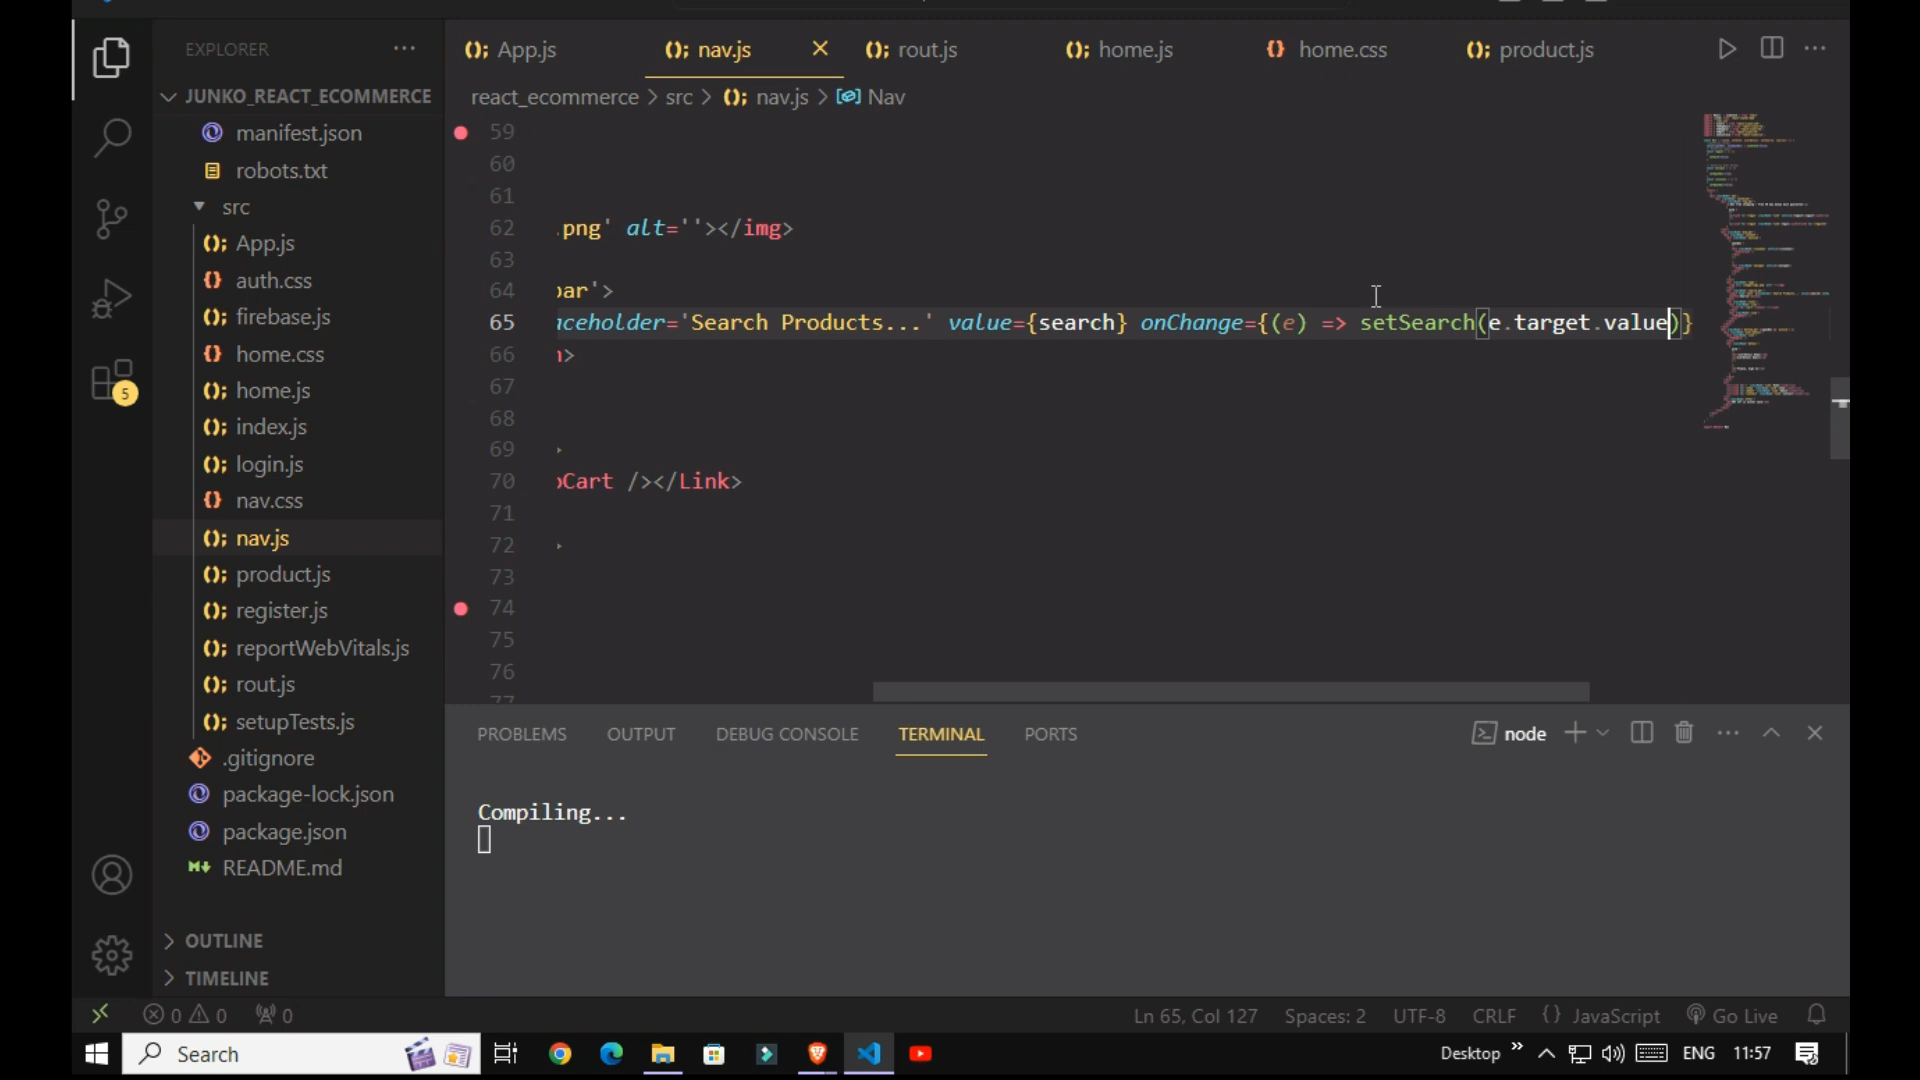 EXPLORER
JUNKO_REACT_ECOMMERCE
manifest.json
robots.txt
src
App.js
auth.css
firebase.js
home.css
home.js
index.js
login.js
nav.css
nav.js
product.js
register.js
reportWebVitals.js
rout.js
setupTests.js
.gitignore
package-lock.json
package.json
README.md
OUTLINE
TIMELINE
5
App.js nav.js rout.js home.js home.css product.js
react_ecommerce > src > nav.js > Nav
59
60
61
62 .png' alt=''></img>
63
64 bar'>
65 aceholder='Search Products...' value={search} onChange={(e) => setSearch(e.target.value)}
66 >
67
68
69 >
70 Cart /></Link>
71
72 >
73
74
75
76
77
PROBLEMS OUTPUT DEBUG CONSOLE TERMINAL PORTS
node
Compiling...
0 0 0
Ln 65, Col 127 Spaces: 2 UTF-8 CRLF {} JavaScript Go Live
Search
Desktop ENG 11:57